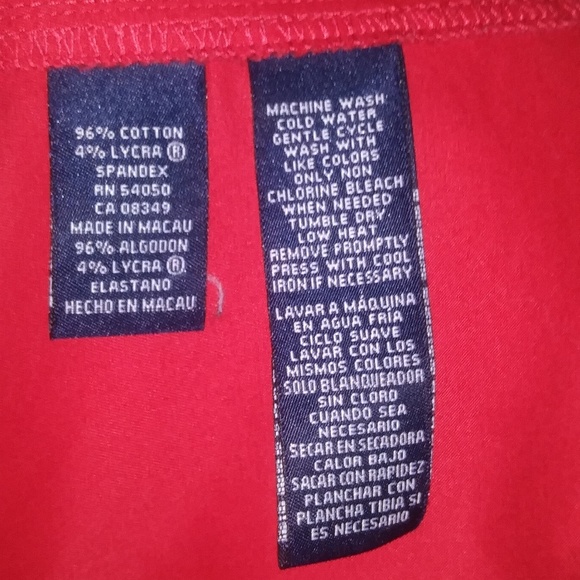 96% COTTON
4% LYCRA ®
SPANDEX
RN 54050
CA 08349
MADE IN MACAU
96% ALGODON
4% LYCRA ®
ELASTANO
HECHO EN MACAU
MACHINE WASH
COLD WATER
GENTLE CYCLE
WASH WITH
LIKE COLORS
ONLY NON
CHLORINE BLEACH
WHEN NEEDED
TUMBLE DRY
LOW HEAT
REMOVE PROMPTLY
PRESS WITH COOL
IRON IF NECESSARY
LAVAR A MÁQUINA
EN AGUA FRÍA
CICLO SUAVE
LAVAR CON LOS
MISMOS COLORES
SOLO BLANQUEADOR
SIN CLORO
CUANDO SEA
NECESARIO
SECAR EN SECADORA
CALOR BAJO
SACAR CON RAPIDEZ
PLANCHAR CON
PLANCHA TIBIA SI
ES NECESARIO